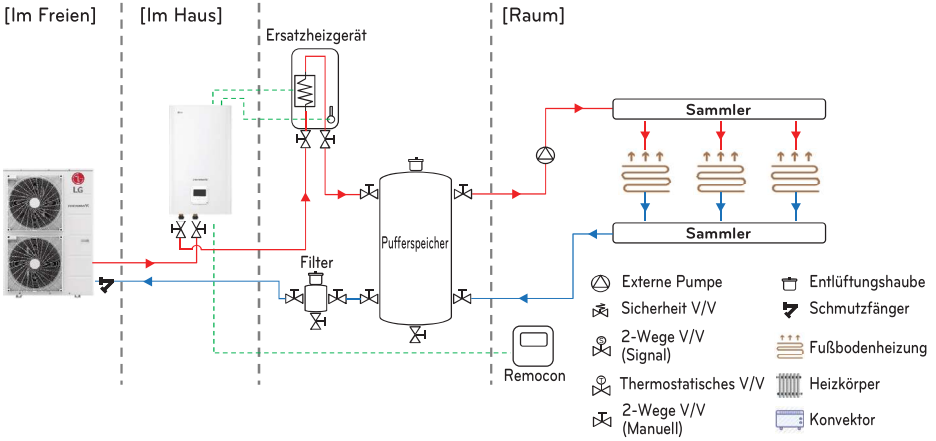 [Im Freien]
[Im Haus]
[Raum]
Ersatzheizgerät
Sammler
LG
Pufferspeicher
Sammler
Filter
Remocon
Externe Pumpe
Sicherheit V/V
S
2-Wege V/V
(Signal)
T
Thermostatisches V/V
2-Wege V/V
(Manuell)
Entlüftungshaube
Schmutzfänger
Fußbodenheizung
Heizkörper
Konvektor